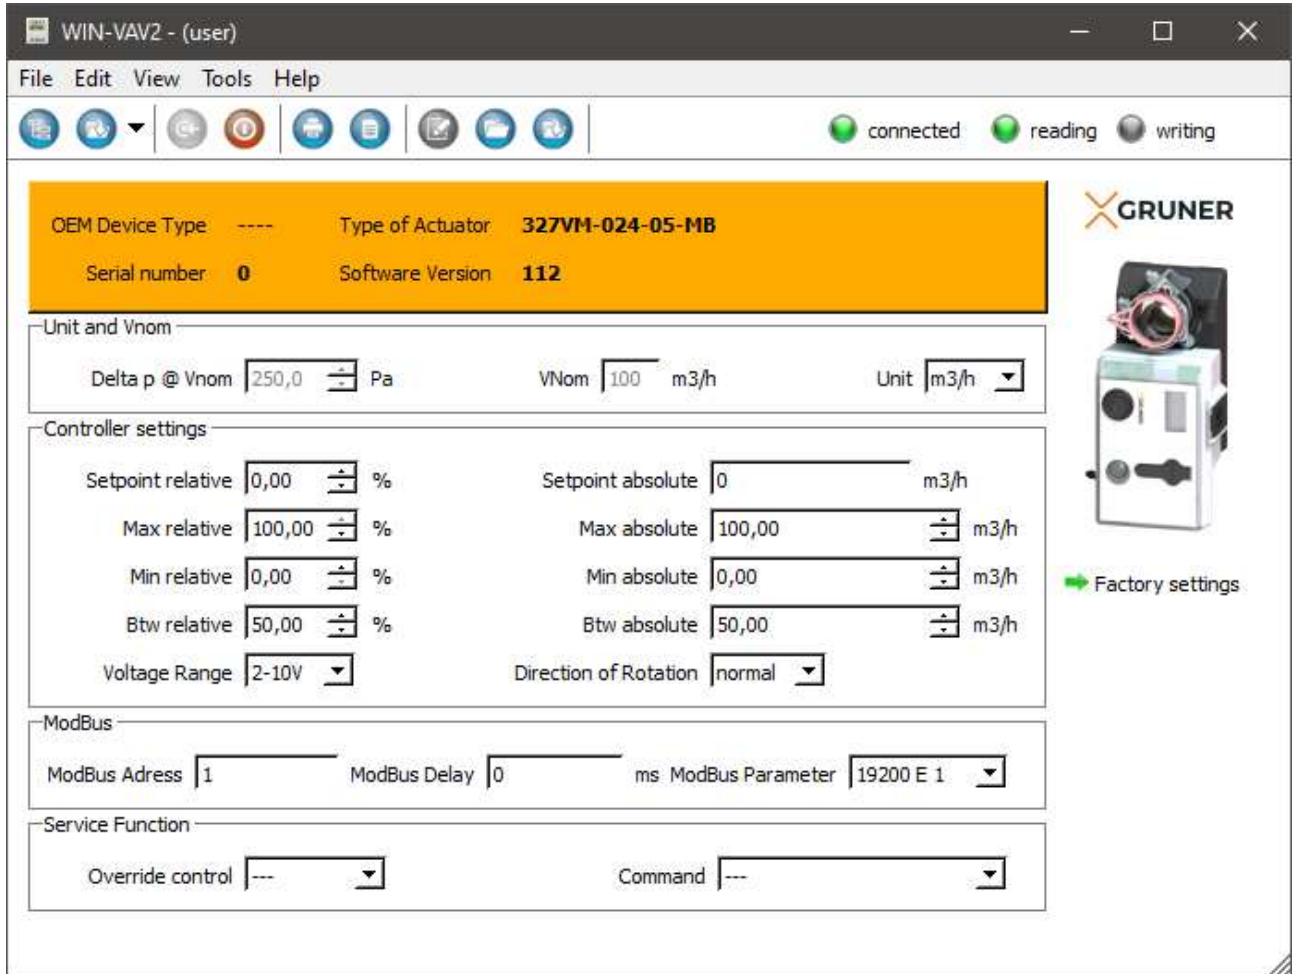 WIN-VAV2 - (user)
File Edit View Tools Help
connected reading writing
OEM Device Type ---- Type of Actuator 327VM-024-05-MB
Serial number 0 Software Version 112
GRUNER
Unit and Vnom
Delta p @ Vnom 250,0 Pa VNom 100 m3/h Unit m3/h
Controller settings
Setpoint relative 0,00 % Setpoint absolute 0 m3/h
Max relative 100,00 % Max absolute 100,00 m3/h
Min relative 0,00 % Min absolute 0,00 m3/h
Factory settings
Btw relative 50,00 % Btw absolute 50,00 m3/h
Voltage Range 2-10V Direction of Rotation normal
ModBus
ModBus Adress 1 ModBus Delay 0 ms ModBus Parameter 19200 E 1
Service Function
Override control --- Command ---